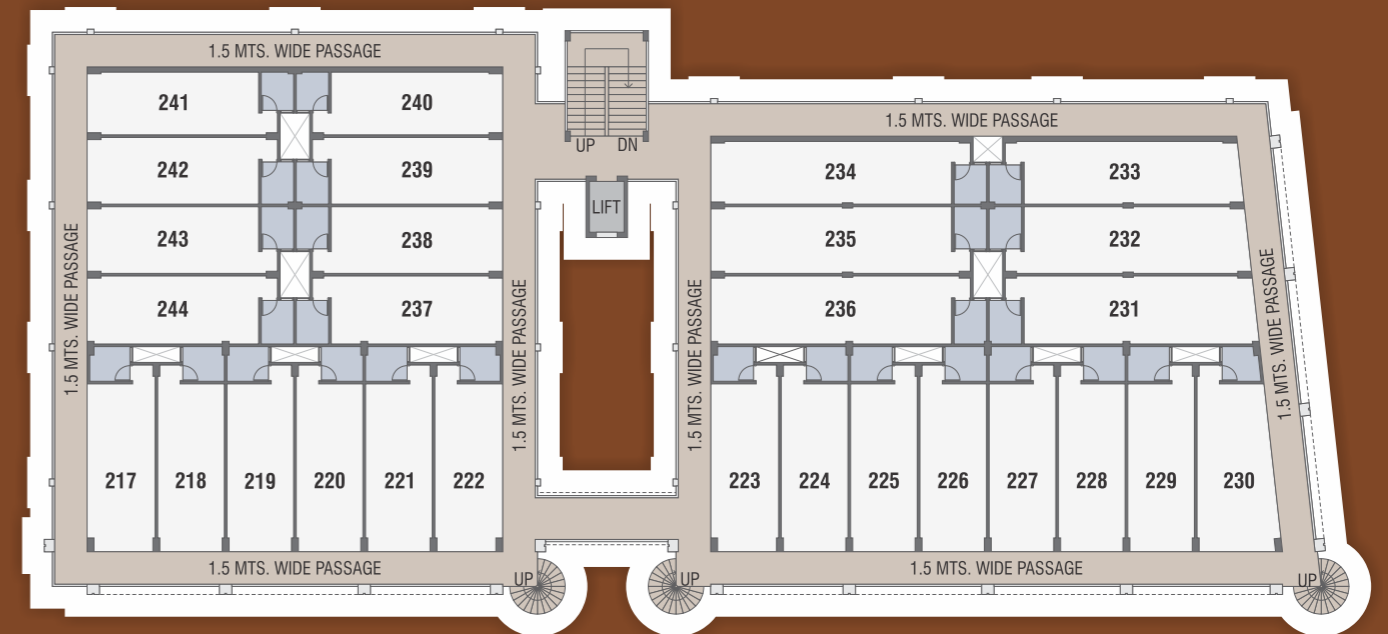 1.5 MTS. WIDE PASSAGE
241
240
242
239
243
238
244
237
1.5 MTS. WIDE PASSAGE
1.5 MTS. WIDE PASSAGE
217
218
219
220
221
222
1.5 MTS. WIDE PASSAGE
UP
UP DN
LIFT
1.5 MTS. WIDE PASSAGE
234
233
235
232
236
231
1.5 MTS. WIDE PASSAGE
1.5 MTS. WIDE PASSAGE
223
224
225
226
227
228
229
230
UP
1.5 MTS. WIDE PASSAGE
UP